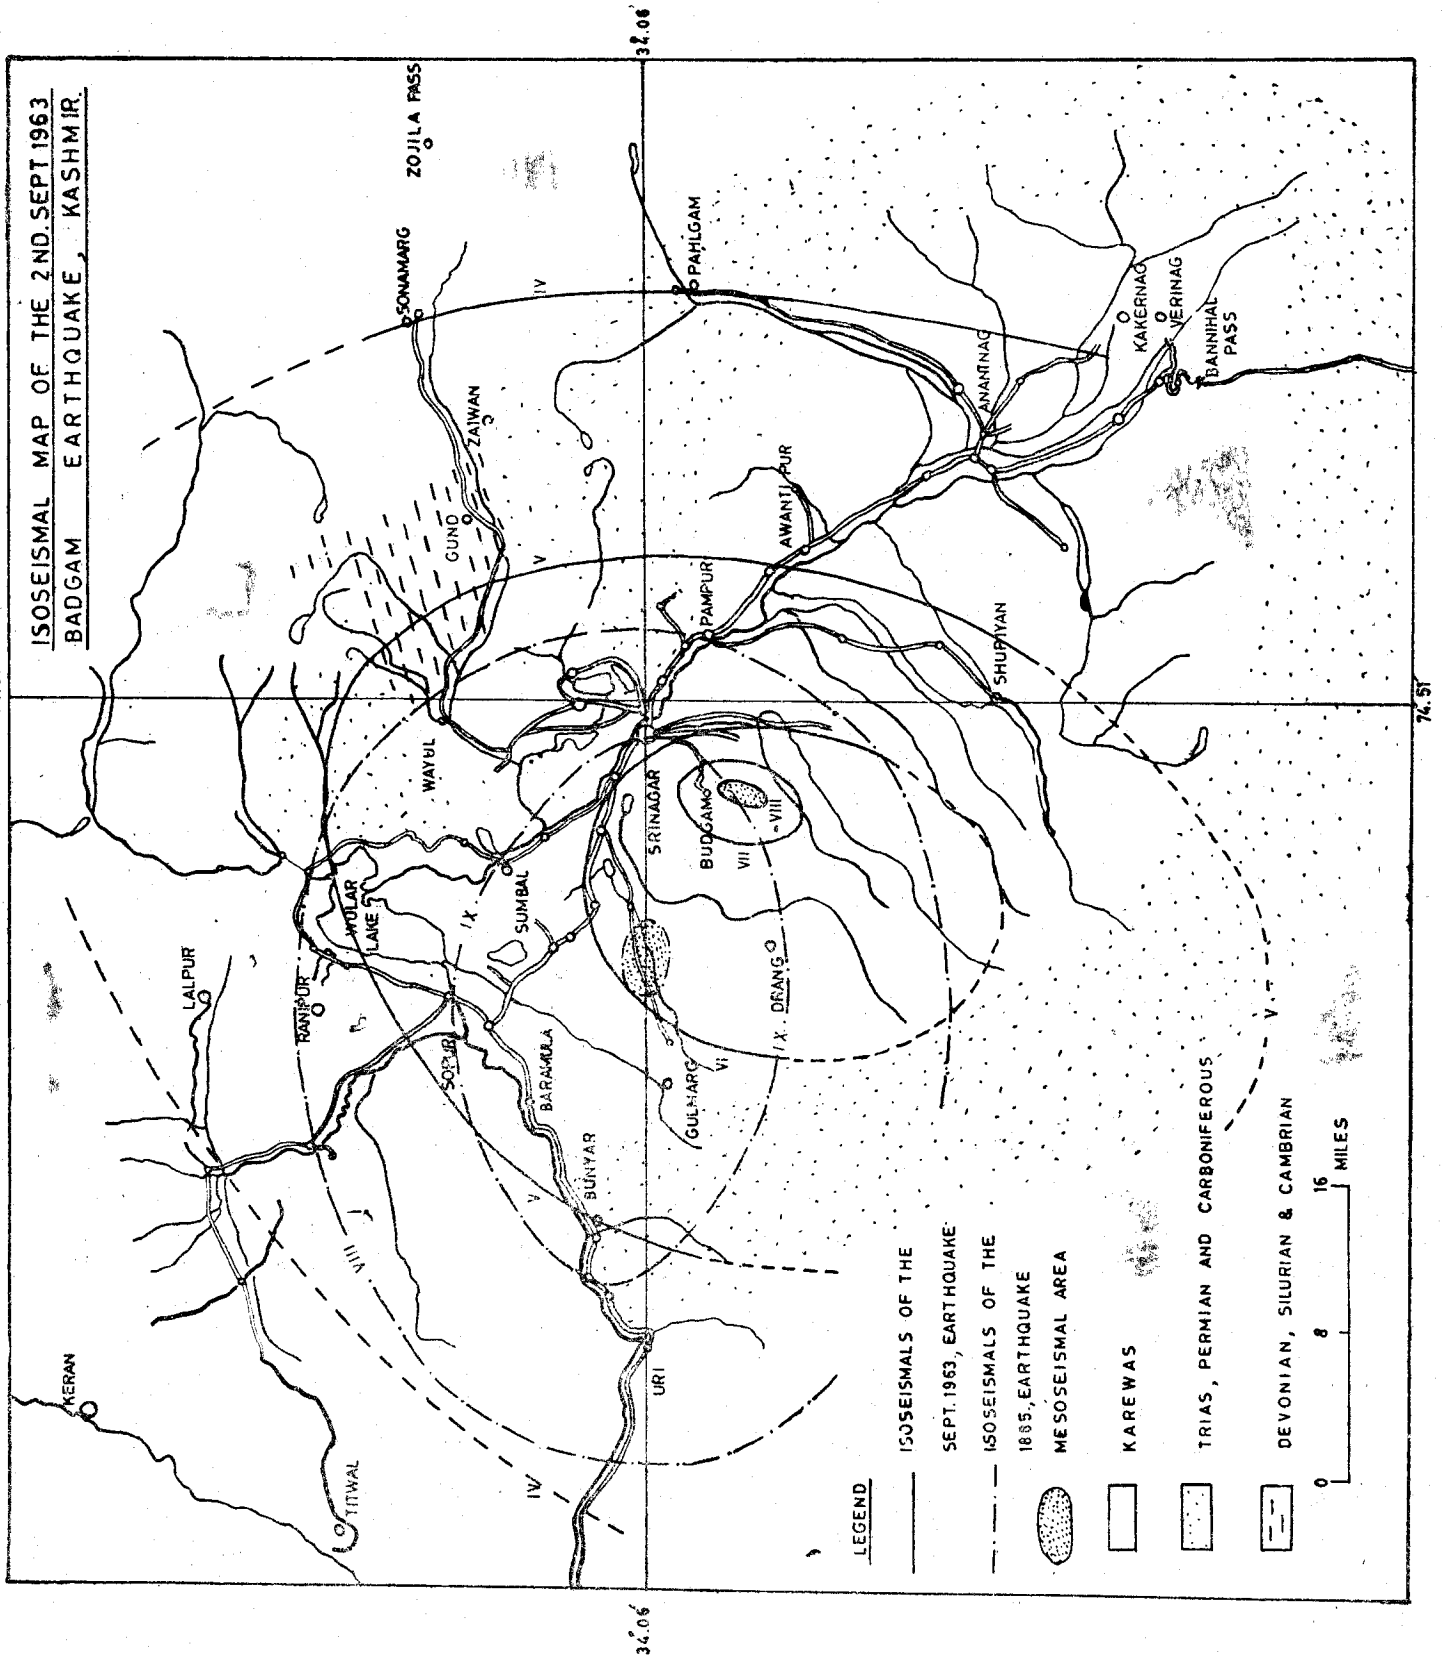 ISOSEISMAL MAP OF THE 2ND. SEPT 1963
BADGAM EARTHQUAKE, KASHMIR.
34.06
ZOJILA PASS
SONAMARG
IV
PAHLGAM
ZAIWAN
GUND
V
KAKERNAG
VERINAG
BANNIHAL
PASS
ANANTNAG
AWANTIPUR
PAMPUR
SHUPIYAN
74.51
WAYUL
SRINAGAR
BUDGAM
VII
VIII
WULAR
LAKE
IX
SUMBAL
LALPUR
RANIPUR
DRANG
IX
SOPUR
BARAMULA
GULMARG
VI
V
V
BUNYAR
VIII
KERAN
TITWAL
IV
URI
34.06
LEGEND
ISOSEISMALS OF THE
SEPT. 1963, EARTHQUAKE
ISOSEISMALS OF THE
1885, EARTHQUAKE
MESOSEISMAL AREA
KAREWAS
TRIAS, PERMIAN AND CARBONIFEROUS
DEVONIAN, SILURIAN & CAMBRIAN
0 8 16
MILES